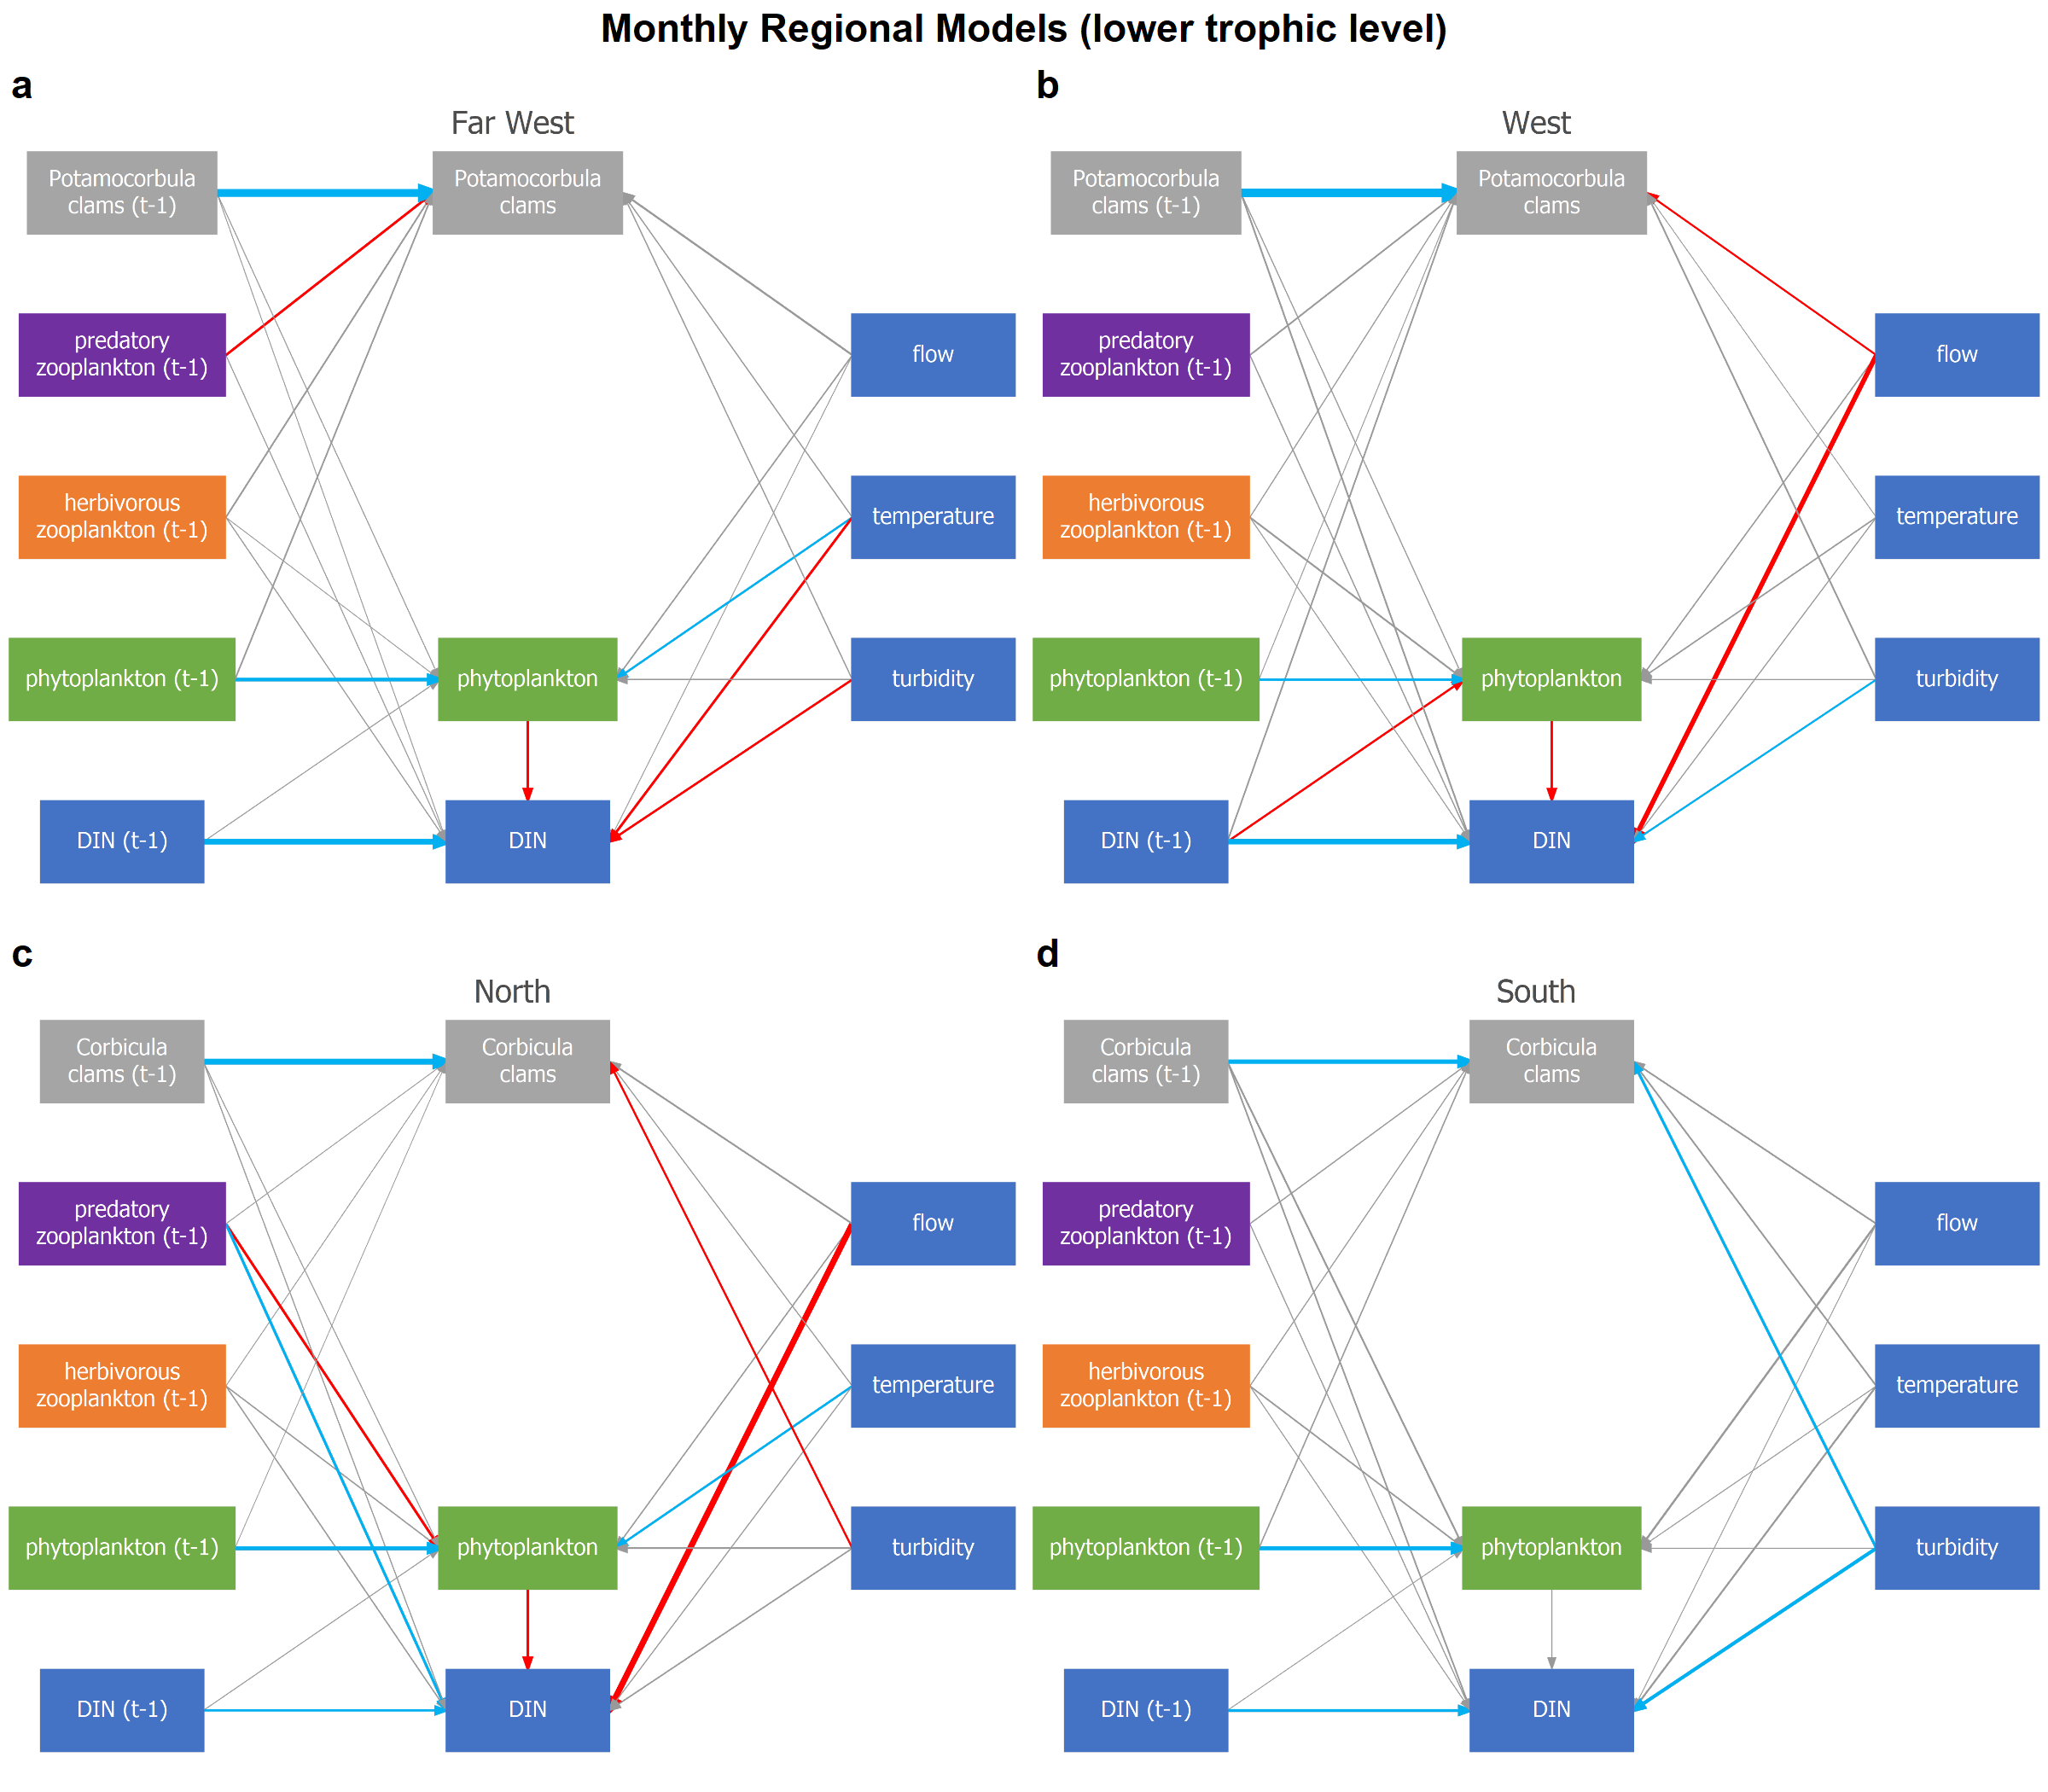 Monthly Regional Models (lower trophic level)
a
Far West
Potamocorbula
clams (t-1)
Potamocorbula
clams
predatory
zooplankton (t-1)
flow
herbivorous
zooplankton (t-1)
temperature
phytoplankton (t-1)
phytoplankton
turbidity
DIN (t-1)
DIN
b
West
Potamocorbula
clams (t-1)
Potamocorbula
clams
predatory
zooplankton (t-1)
flow
herbivorous
zooplankton (t-1)
temperature
phytoplankton (t-1)
phytoplankton
turbidity
DIN (t-1)
DIN
c
North
Corbicula
clams (t-1)
Corbicula
clams
predatory
zooplankton (t-1)
flow
herbivorous
zooplankton (t-1)
temperature
phytoplankton (t-1)
phytoplankton
turbidity
DIN (t-1)
DIN
d
South
Corbicula
clams (t-1)
Corbicula
clams
predatory
zooplankton (t-1)
flow
herbivorous
zooplankton (t-1)
temperature
phytoplankton (t-1)
phytoplankton
turbidity
DIN (t-1)
DIN